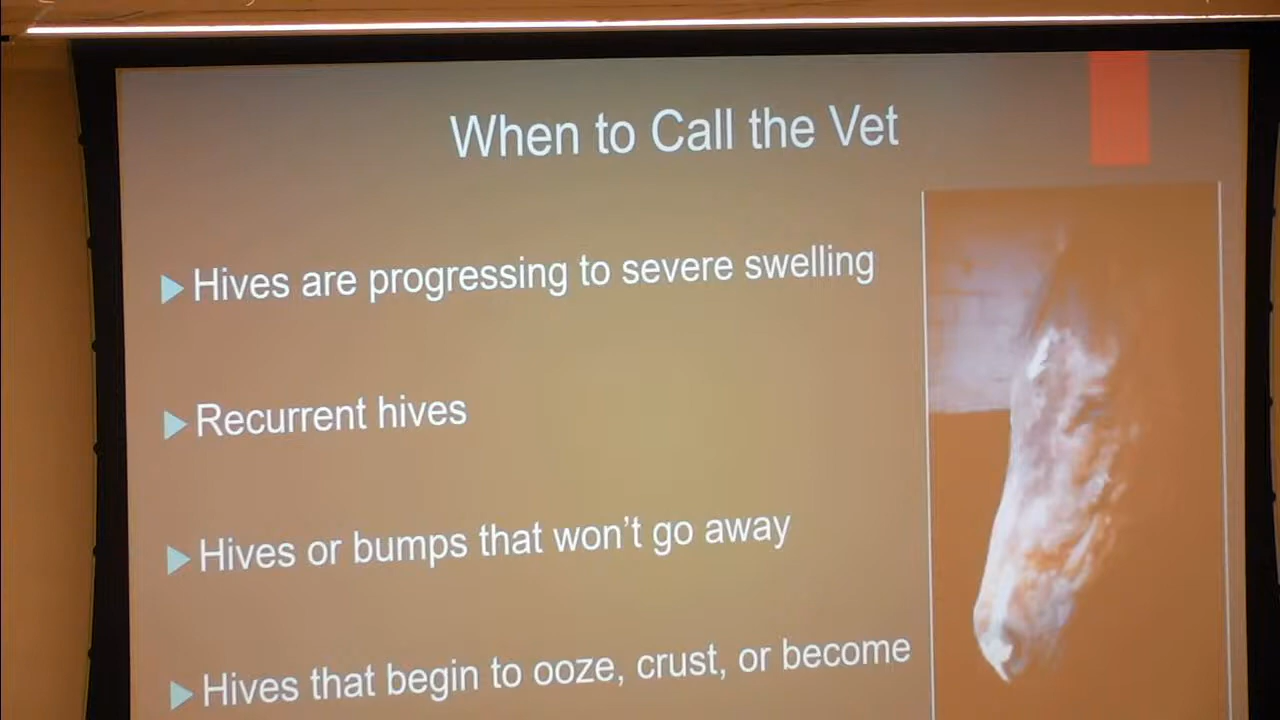 When to Call the Vet
Hives are progressing to severe swelling
Recurrent hives
Hives or bumps that won't go away
Hives that begin to ooze, crust, or become